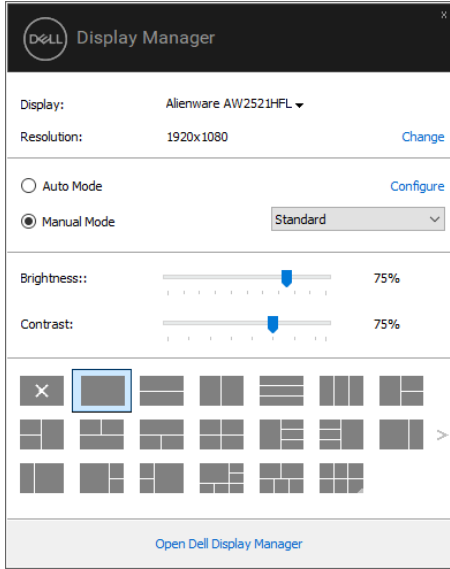 DELL Display Manager
x
Display: Alienware AW2521HFL
Resolution: 1920x1080 Change
Auto Mode Configure
Manual Mode Standard
Brightness:: 75%
Contrast: 75%
Open Dell Display Manager